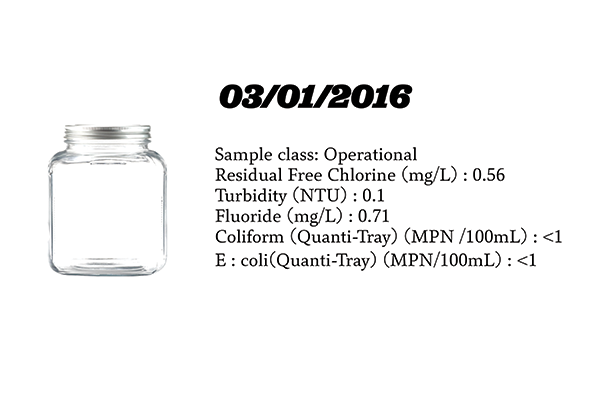 03/01/2016
Sample class: Operational
Residual Free Chlorine (mg/L) : 0.56
Turbidity (NTU) : 0.1
Fluoride (mg/L) : 0.71
Coliform (Quanti-Tray) (MPN /100mL) : <1
E : coli(Quanti-Tray) (MPN/100mL) : <1